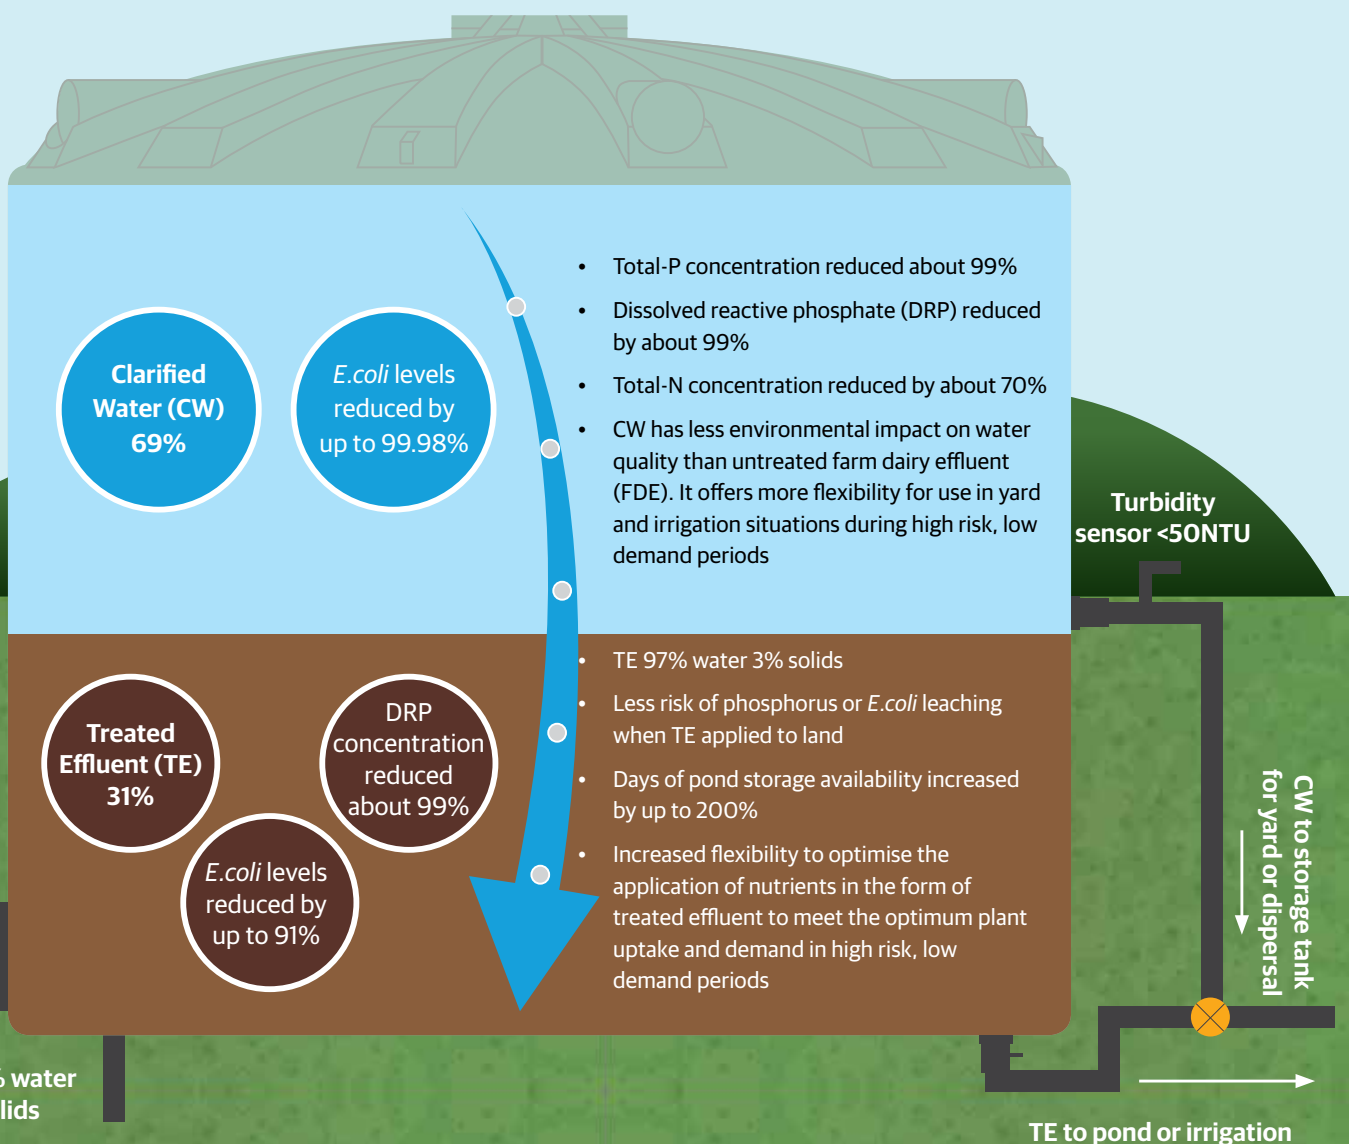 Clarified
Water (CW)
69%
E.coli levels
reduced by
up to 99.98%
• Total-P concentration reduced about 99%
• Dissolved reactive phosphate (DRP) reduced
by about 99%
• Total-N concentration reduced by about 70%
• CW has less environmental impact on water
quality than untreated farm dairy effluent
(FDE). It offers more flexibility for use in yard
and irrigation situations during high risk, low
demand periods
Turbidity
sensor <50NTU
Treated
Effluent (TE)
31%
DRP
concentration
reduced
about 99%
E.coli levels
reduced by
up to 91%
• TE 97% water 3% solids
• Less risk of phosphorus or E.coli leaching
when TE applied to land
• Days of pond storage availability increased
by up to 200%
• Increased flexibility to optimise the
application of nutrients in the form of
treated effluent to meet the optimum plant
uptake and demand in high risk, low
demand periods
CW to storage tank
for yard or dispersal
% water
lids
TE to pond or irrigation